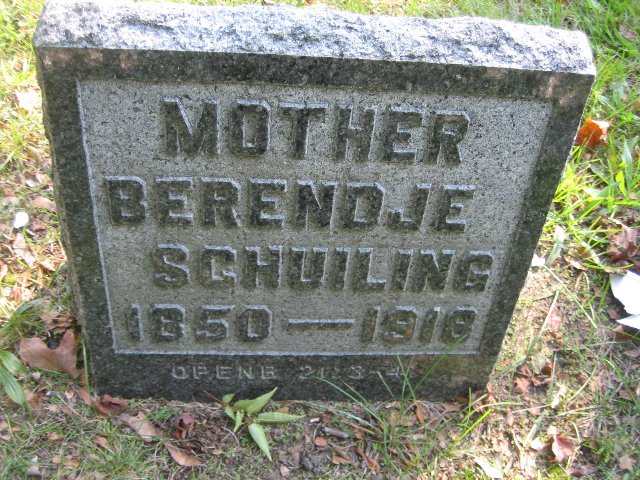 MOTHER
BERENDJE
SCHUILING
1850 — 1918
OPENB 21:3-4